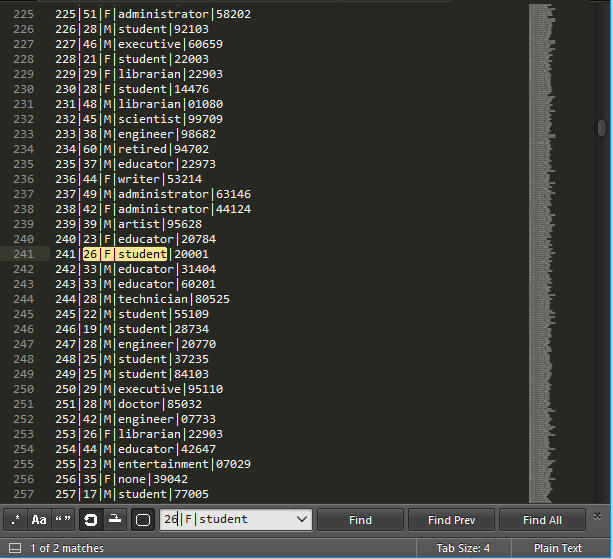 225 225|51|F|administrator|58202
226 226|28|M|student|92103
227 227|46|M|executive|60659
228 228|21|F|student|22003
229 229|29|F|librarian|22903
230 230|28|F|student|14476
231 231|48|M|librarian|01080
232 232|45|M|scientist|99709
233 233|38|M|engineer|98682
234 234|60|M|retired|94702
235 235|37|M|educator|22973
236 236|44|F|writer|53214
237 237|49|M|administrator|63146
238 238|42|F|administrator|44124
239 239|39|M|artist|95628
240 240|23|F|educator|20784
241 241|26|F|student|20001
242 242|33|M|educator|31404
243 243|33|M|educator|60201
244 244|28|M|technician|80525
245 245|22|M|student|55109
246 246|19|M|student|28734
247 247|28|M|engineer|20770
248 248|25|M|student|37235
249 249|25|M|student|84103
250 250|29|M|executive|95110
251 251|28|M|doctor|85032
252 252|42|M|engineer|07733
253 253|26|F|librarian|22903
254 254|44|M|educator|42647
255 255|23|M|entertainment|07029
256 256|35|F|none|39042
257 257|17|M|student|77005
.* Aa “ ” 26|F|student Find Find Prev Find All
1 of 2 matches Tab Size: 4 Plain Text